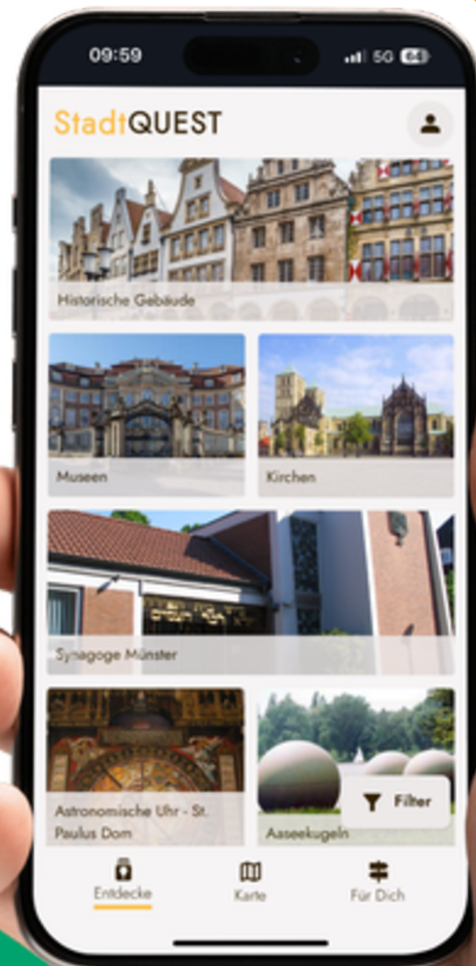 09:59
5G 64
StadtQUEST
Historische Gebäude
Museen
Kirchen
Synagoge Münster
Astronomische Uhr - St.
Paulus Dom
Aaseekugeln
Filter
Entdecke
Karte
Für Dich